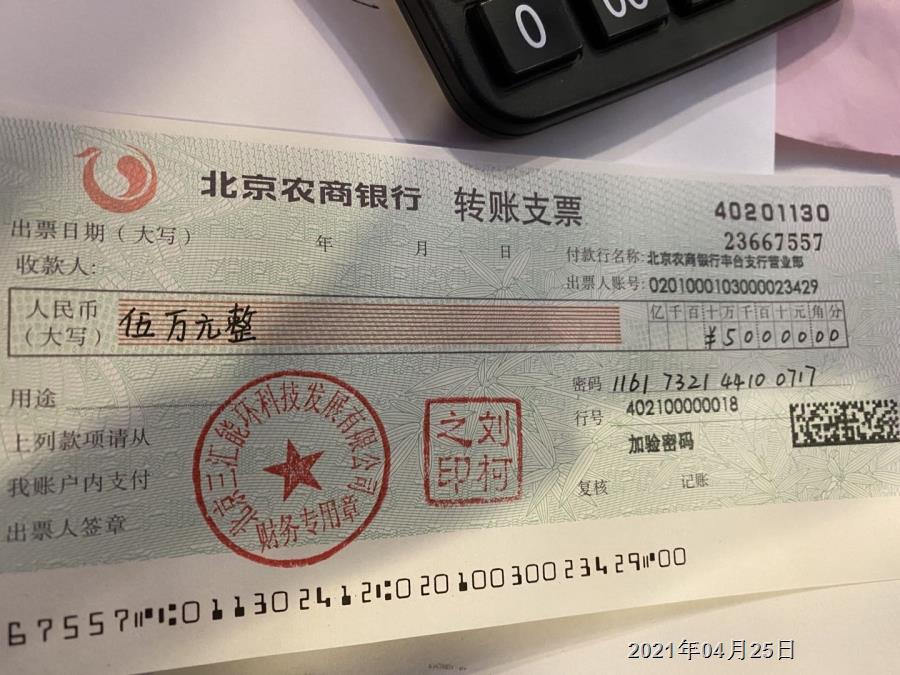 0
00
北京农商银行 转账支票
40201130
23667557
出票日期（大写） 年 月 日
付款行名称:北京农商银行丰台支行营业部
收款人:
出票人账号:0201000103000023429
人民币
（大写）
伍万元整
亿千百十万千百十元角分
¥5000000
用途
密码 1161 7321 4410 0717
行号 402100000018
上列款项请从
加验密码
我账户内支付
复核 记账
出票人签章
北京三汇能环科技发展有限公司
财务专用章
刘柯
之印
67557⑈⑆011302412⑆02010030023429⑈00
2021年04月25日